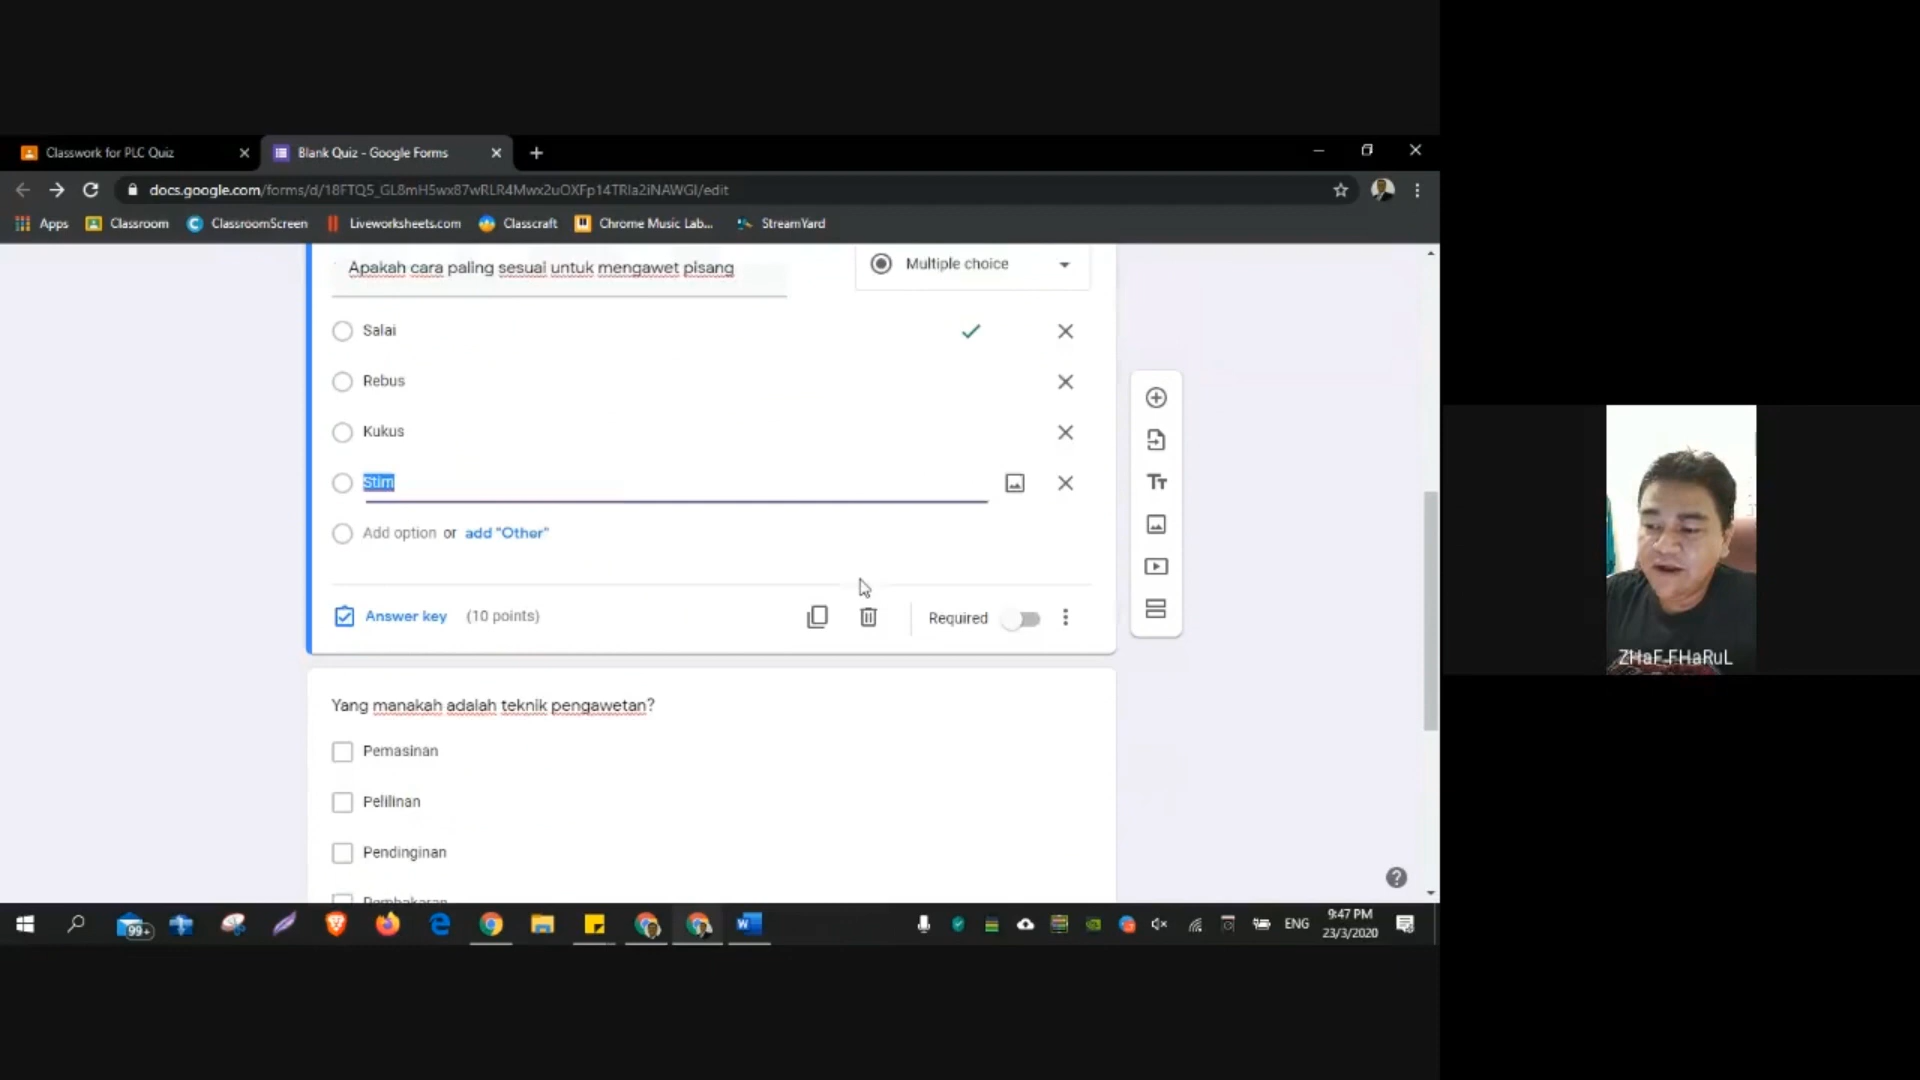 Classwork for PLC Quiz
Blank Quiz - Google Forms
docs.google.com/forms/d/18FTQ5_GL8mH5wx87wRLR4Mwx2uOXFp14TRla2iNAWGI/edit
Apps
Classroom
ClassroomScreen
Liveworksheets.com
Classcraft
Chrome Music Lab...
StreamYard
Apakah cara paling sesuai untuk mengawet pisang
Multiple choice
Salai
Rebus
Kukus
Stim
Add option or add "Other"
Answer key (10 points)
Required
Yang manakah adalah teknik pengawetan?
Pemasinan
Pelilinan
Pendinginan
Pembakaran
ZHaF FHaRuL
99+
ENG
9:47 PM
23/3/2020